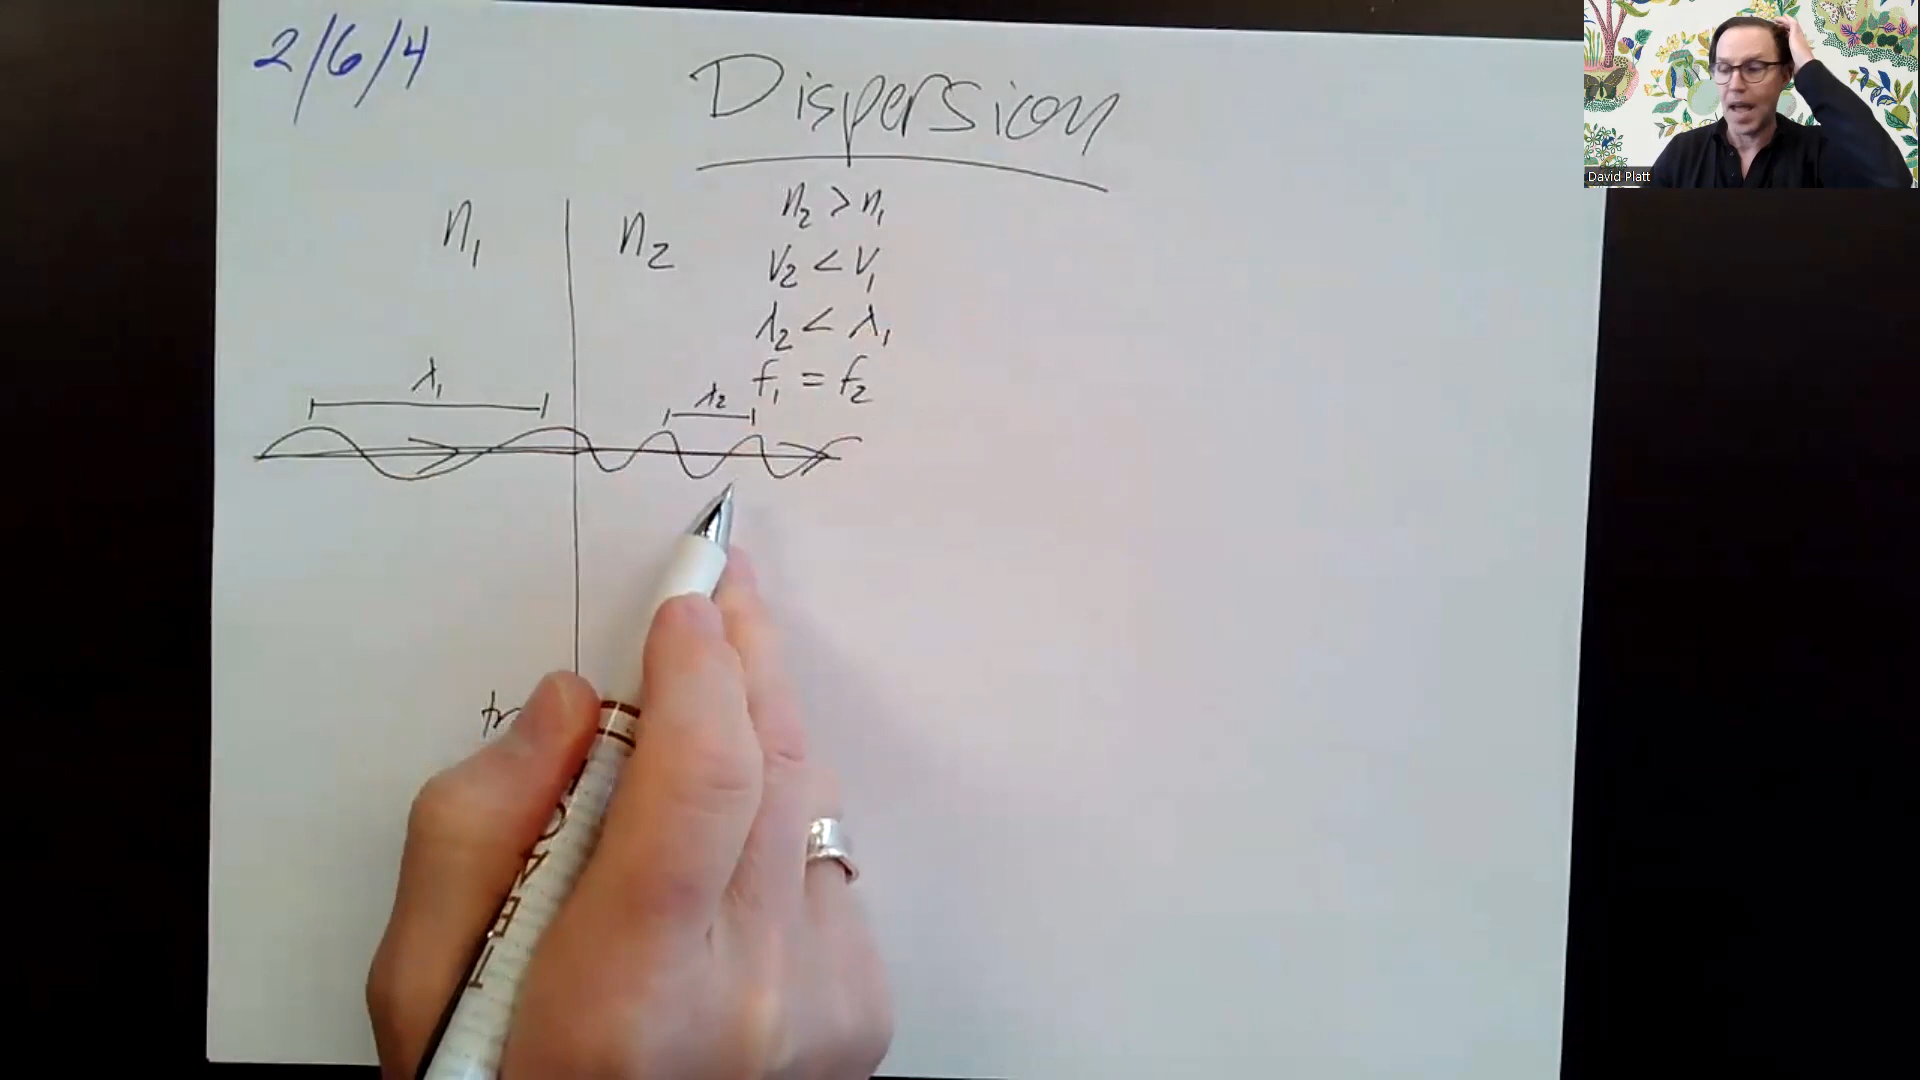 2/6/4
Dispersion
n₁
n₂
n₂ > n₁
v₂ < v₁
λ₂ < λ₁
f₁ = f₂
λ₁
λ₂
David Platt